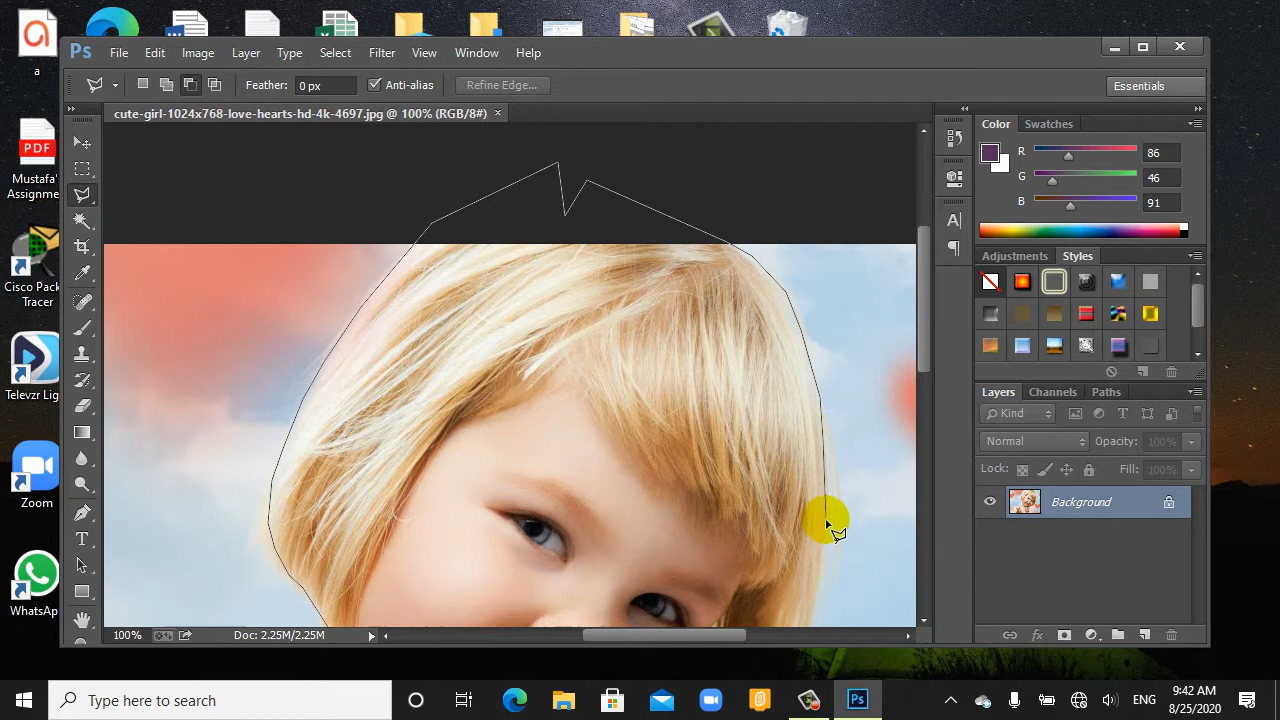 a
PDF
Mustafa'
Assignme
Cisco Pack
Tracer
Televzr Lig
Zoom
WhatsAp
Ps
File Edit Image Layer Type Select Filter View Window Help
Feather: 0 px Anti-alias Refine Edge... Essentials
cute-girl-1024x768-love-hearts-hd-4k-4697.jpg @ 100% (RGB/8#) ×
Color Swatches
R 86
G 46
B 91
Adjustments Styles
Layers Channels Paths
Kind
Normal Opacity: 100%
Lock: Fill: 100%
Background
100% Doc: 2.25M/2.25M
Type here to search
Ps
ENG
9:42 AM
8/25/2020